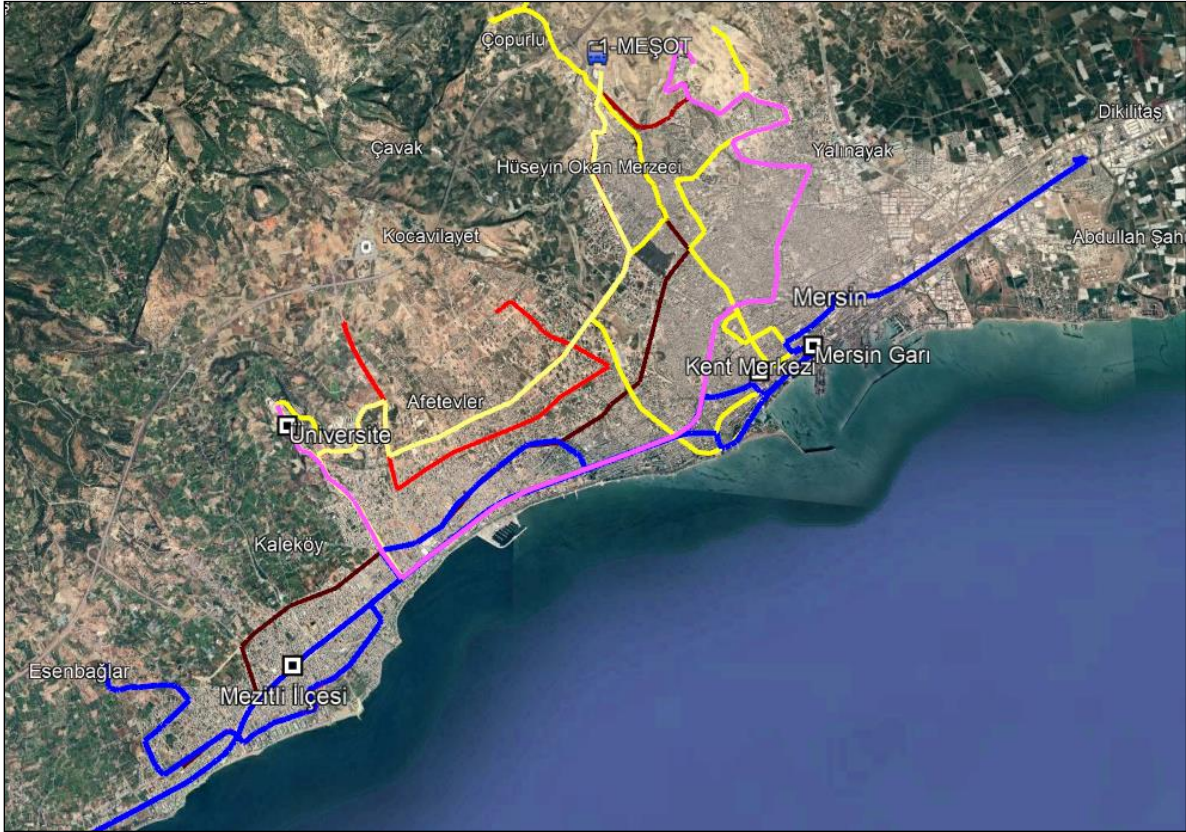 Çopurlu
1-MEŞOT
Dikilitaş
Çavak
Yalınayak
Hüseyin Okan Merzeci
Kocavilayet
Abdullah Şahu
Mersin
Mersin Garı
Kent Merkezi
Afetevler
Üniversite
Kaleköy
Esenbağlar
Mezitli İlçesi